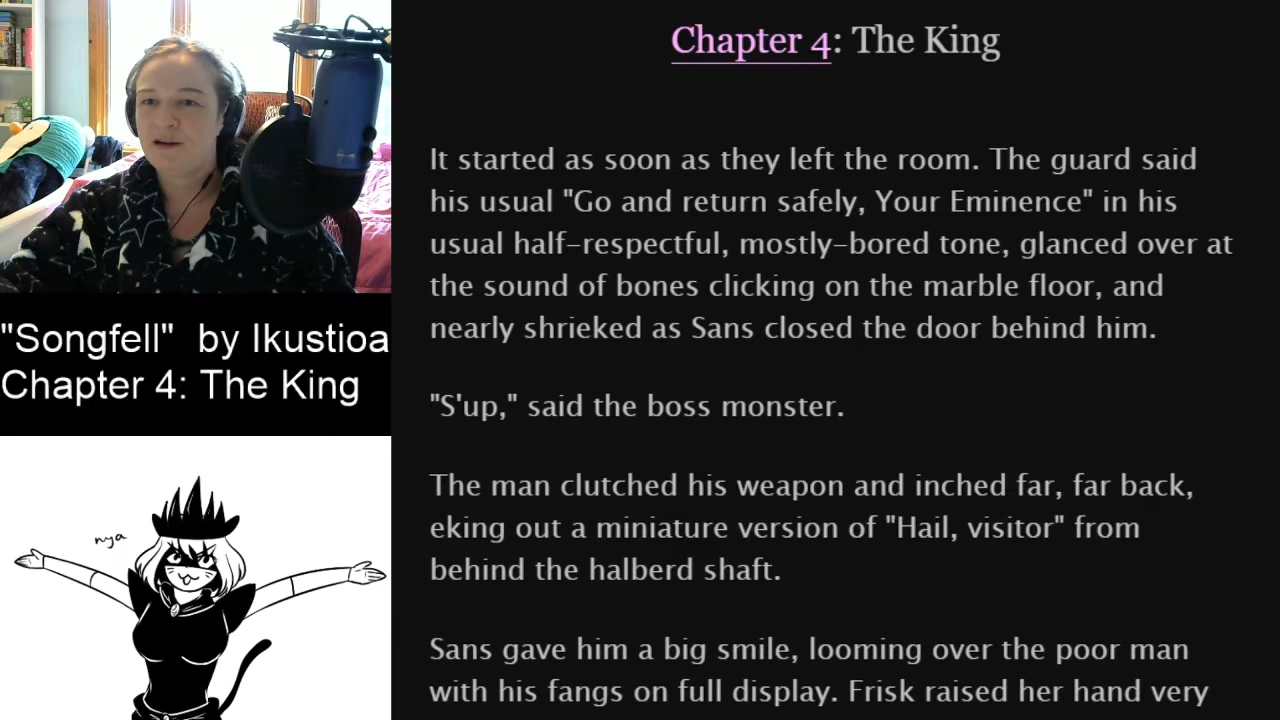 "Songfell" by Ikustioa
Chapter 4: The King
nya
Chapter 4: The King
It started as soon as they left the room. The guard said
his usual "Go and return safely, Your Eminence" in his
usual half-respectful, mostly-bored tone, glanced over at
the sound of bones clicking on the marble floor, and
nearly shrieked as Sans closed the door behind him.
"S'up," said the boss monster.
The man clutched his weapon and inched far, far back,
eking out a miniature version of "Hail, visitor" from
behind the halberd shaft.
Sans gave him a big smile, looming over the poor man
with his fangs on full display. Frisk raised her hand very